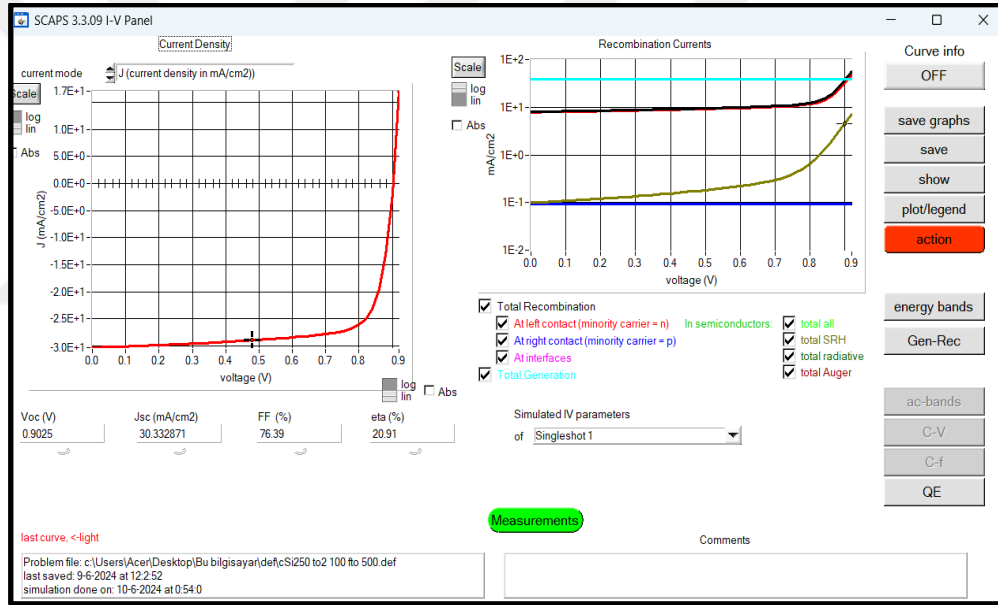 SCAPS 3.3.09 I-V Panel
Current Density
current mode J (current density in mA/cm2))
Scale
log
lin
Abs
1.7E+1
1.0E+1
5.0E+0
0.0E+0
-5.0E+0
-1.0E+1
-1.5E+1
-2.0E+1
-2.5E+1
-3.0E+1
J (mA/cm2)
0.0 0.1 0.2 0.3 0.4 0.5 0.6 0.7 0.8 0.9
voltage (V)
log
lin
Abs
Voc (V) Jsc (mA/cm2) FF (%) eta (%)
0.9025 30.332871 76.39 20.91
Recombination Currents
Scale
log
lin
Abs
1E+2
1E+1
1E+0
1E-1
1E-2
mA/cm2
0.0 0.1 0.2 0.3 0.4 0.5 0.6 0.7 0.8 0.9
voltage (V)
Total Recombination
At left contact (minority carrier = n) In semiconductors: total all
At right contact (minority carrier = p) total SRH
At interfaces total radiative
Total Generation total Auger
Simulated IV parameters
of Singleshot 1
Measurements
Curve info
OFF
save graphs
save
show
plot/legend
action
energy bands
Gen-Rec
ac-bands
C-V
C-f
QE
last curve, <-light
Problem file: c:\Users\Acer\Desktop\Bu bilgisayar\def\cSi250 to2 100 fto 500.def
last saved: 9-6-2024 at 12:2:52
simulation done on: 10-6-2024 at 0:54:0
Comments